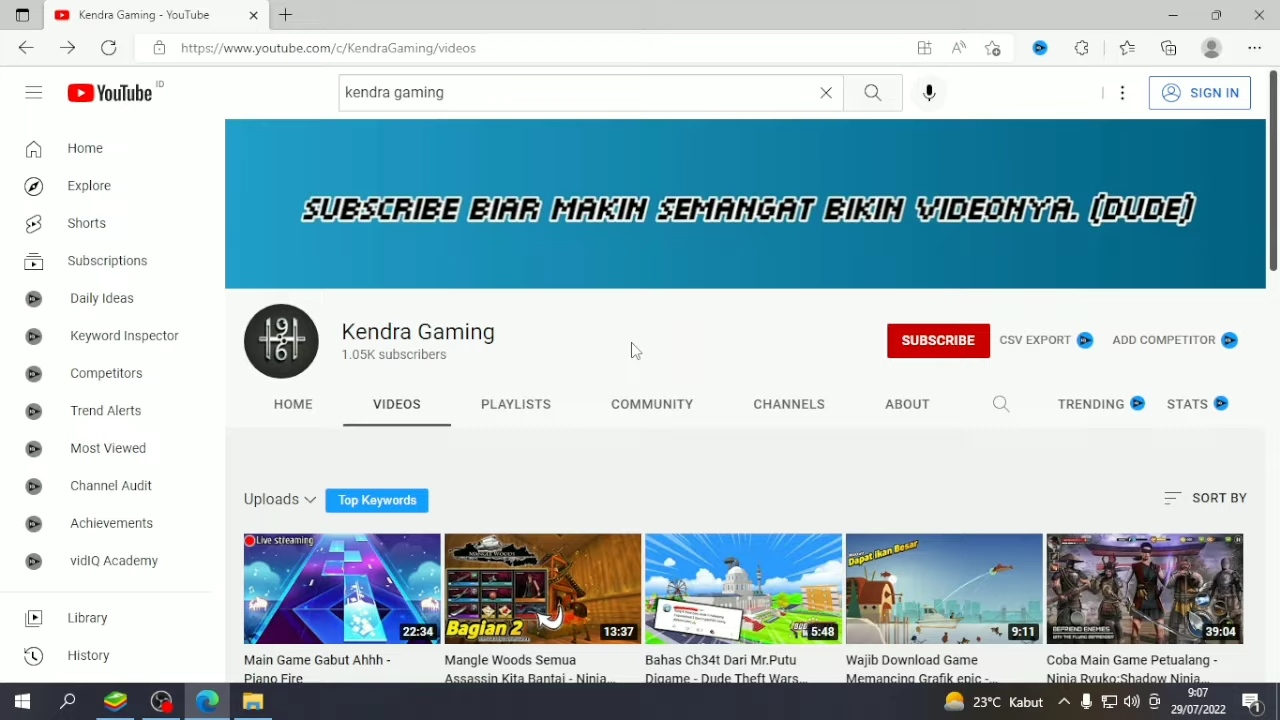 Kendra Gaming - YouTube
https://www.youtube.com/c/KendraGaming/videos
YouTube ID
kendra gaming
SIGN IN
Home
Explore
Shorts
Subscriptions
Daily Ideas
Keyword Inspector
Competitors
Trend Alerts
Most Viewed
Channel Audit
Achievements
vidIQ Academy
Library
History
SUBSCRIBE BIAR MAKIN SEMANGAT BIKIN VIDEONYA. (DUDE)
Kendra Gaming
1.05K subscribers
SUBSCRIBE
CSV EXPORT
ADD COMPETITOR
HOME
VIDEOS
PLAYLISTS
COMMUNITY
CHANNELS
ABOUT
TRENDING
STATS
Uploads
Top Keywords
SORT BY
Live streaming
22:34
Main Game Gabut Ahhh -
Piano Fire
MANGLE WOODS
Bagian 2
13:37
Mangle Woods Semua
Assassin Kita Bantai - Ninja...
5:48
Bahas Ch34t Dari Mr.Putu
Digame - Dude Theft Wars...
Dapat Ikan Besar
9:11
Wajib Download Game
Memancing Grafik epic -
39:04
Coba Main Game Petualang -
Ninja Ryuko:Shadow Ninja...
23°C Kabut
9:07
29/07/2022
1